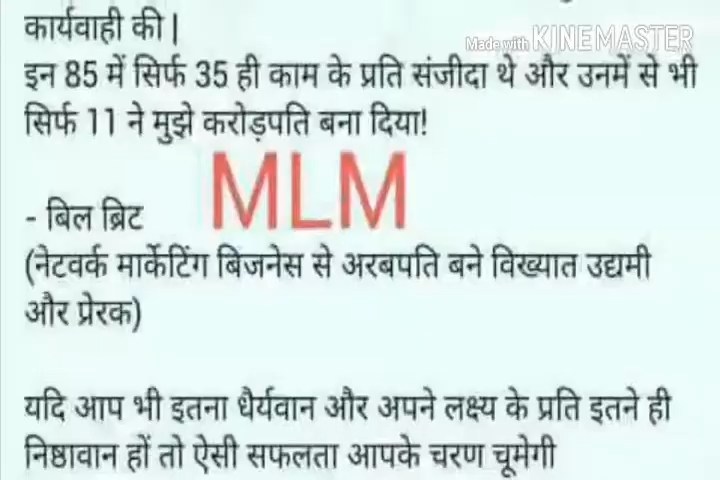 कार्यवाही की |
Made with KINEMASTER
इन 85 में सिर्फ 35 ही काम के प्रति संजीदा थे और उनमें से भी
सिर्फ 11 ने मुझे करोड़पति बना दिया!
MLM
- बिल ब्रिट
(नेटवर्क मार्केटिंग बिजनेस से अरबपति बने विख्यात उद्यमी
और प्रेरक)
यदि आप भी इतना धैर्यवान और अपने लक्ष्य के प्रति इतने ही
निष्ठावान हों तो ऐसी सफलता आपके चरण चूमेगी